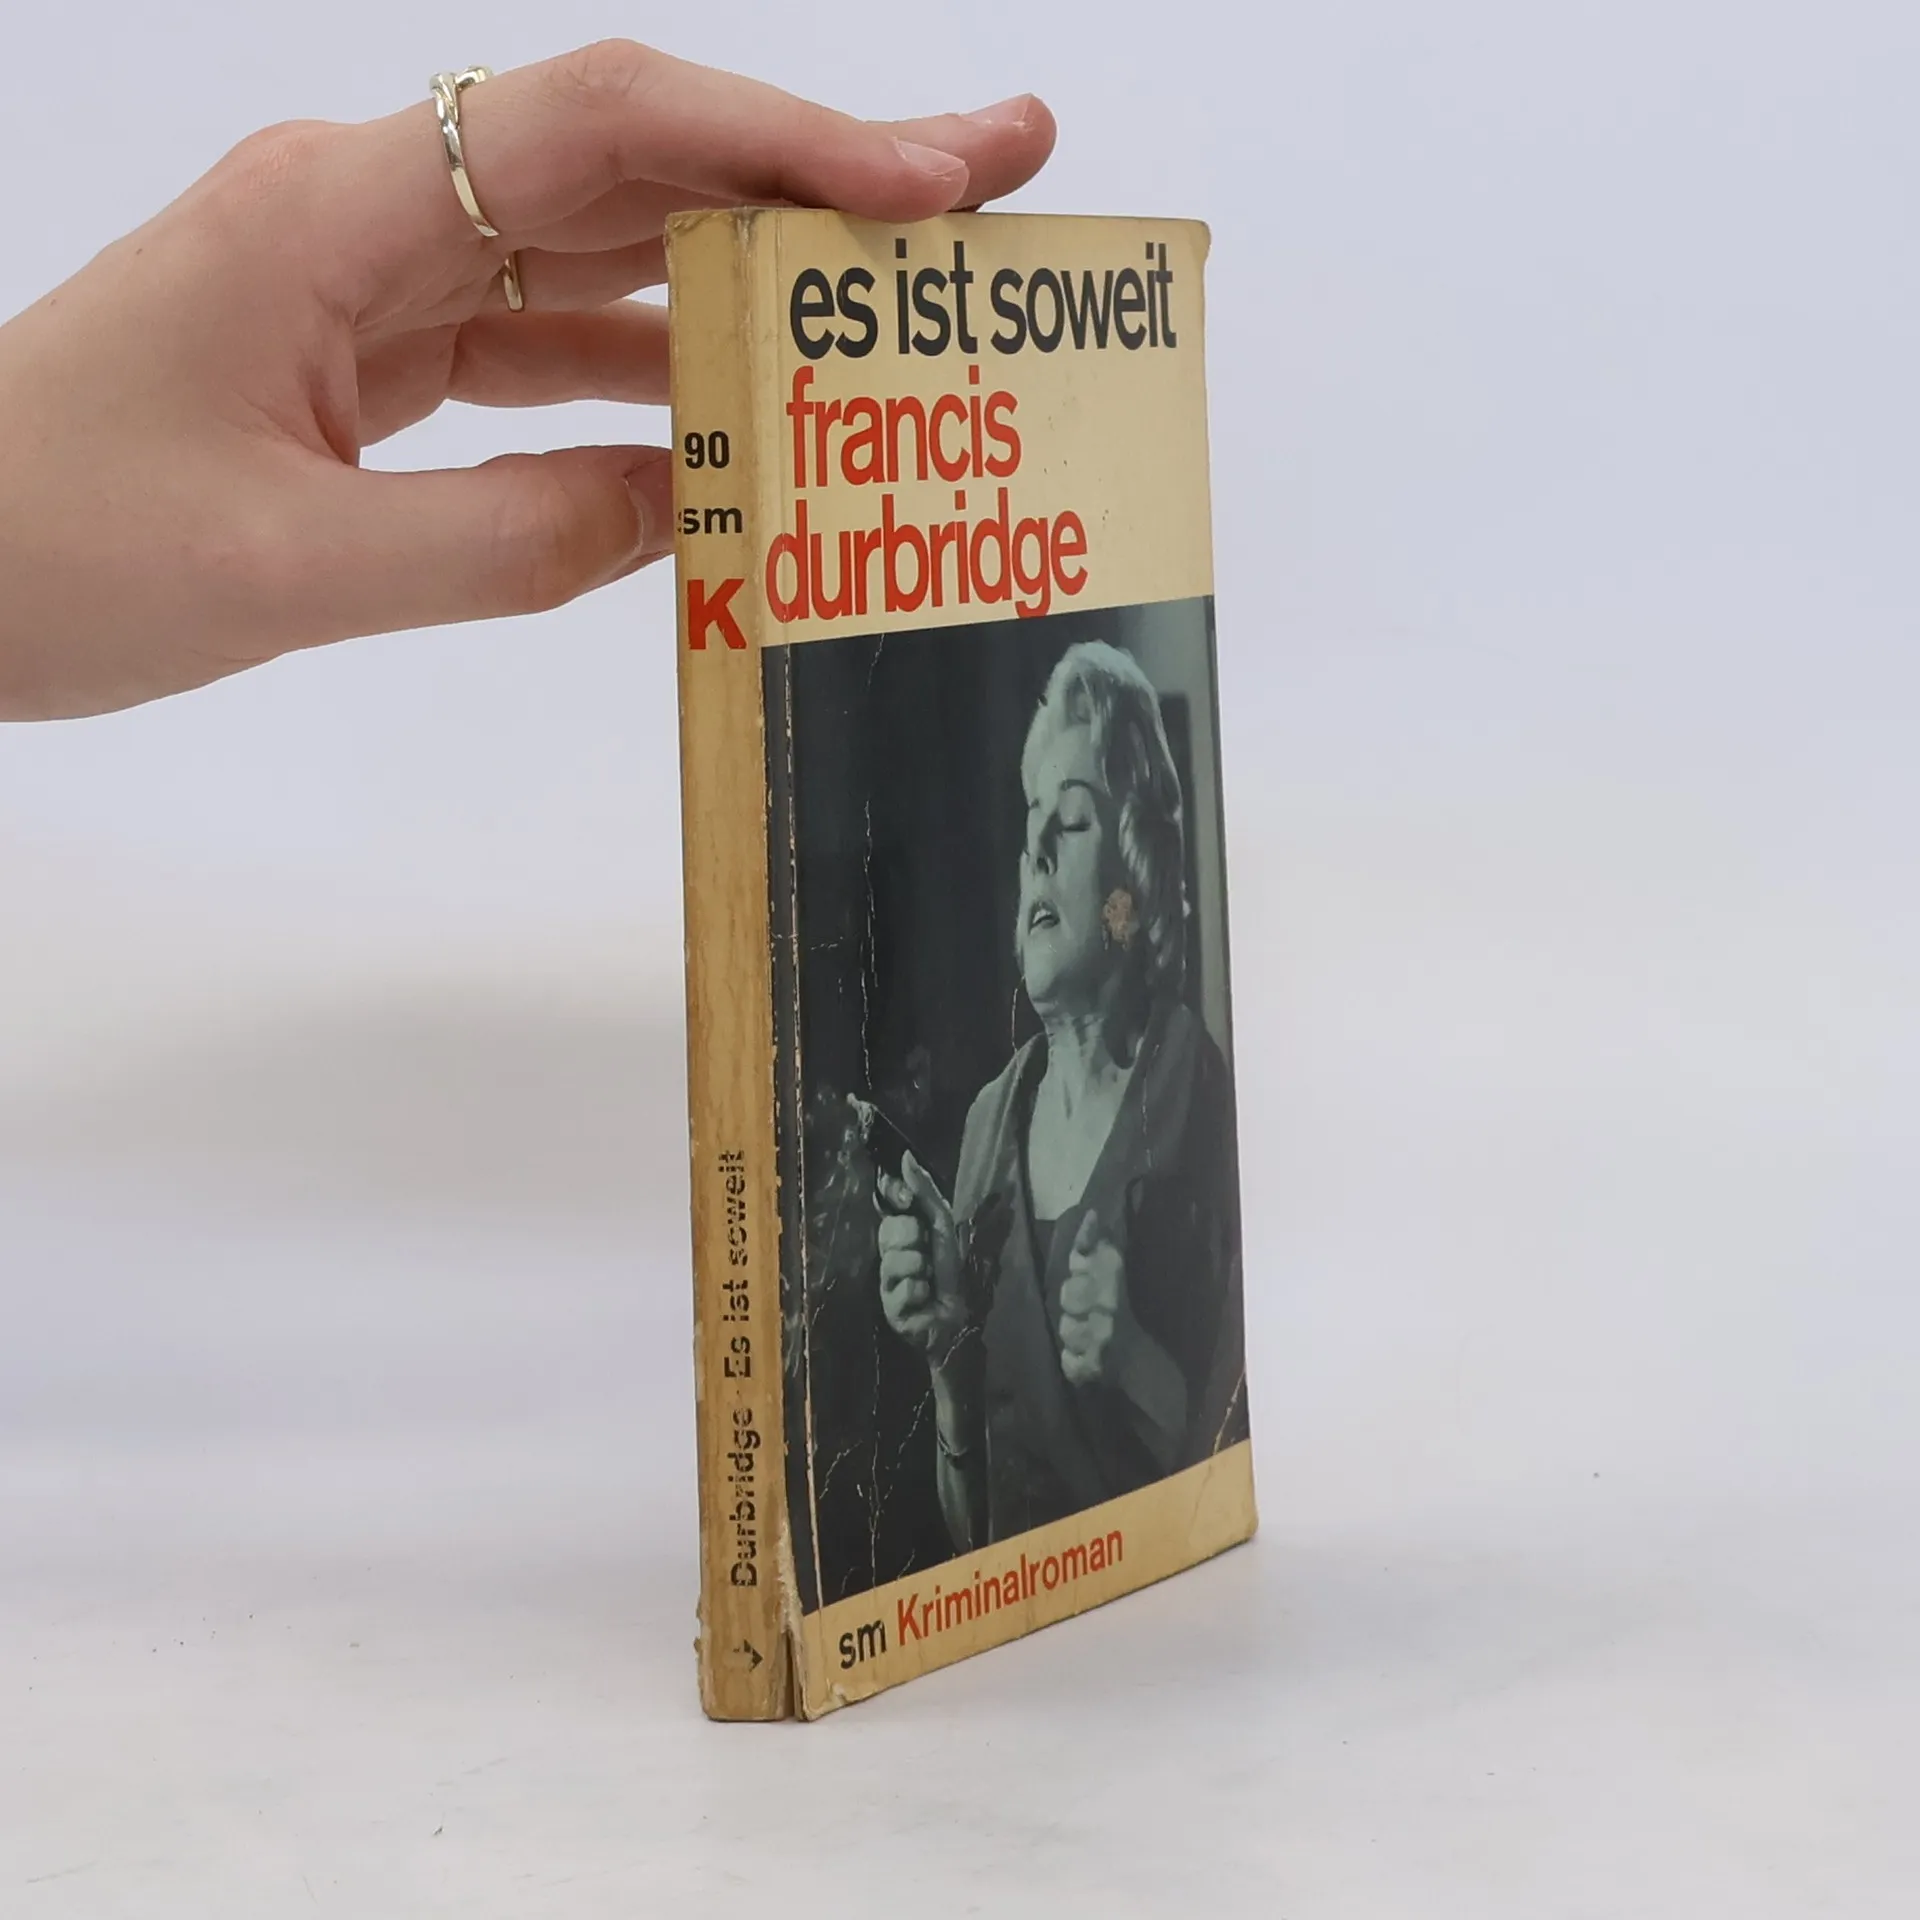 es ist soweit
francis
durbridge
sm Kriminalroman
90
sm
K
Durbridge · Es ist soweit